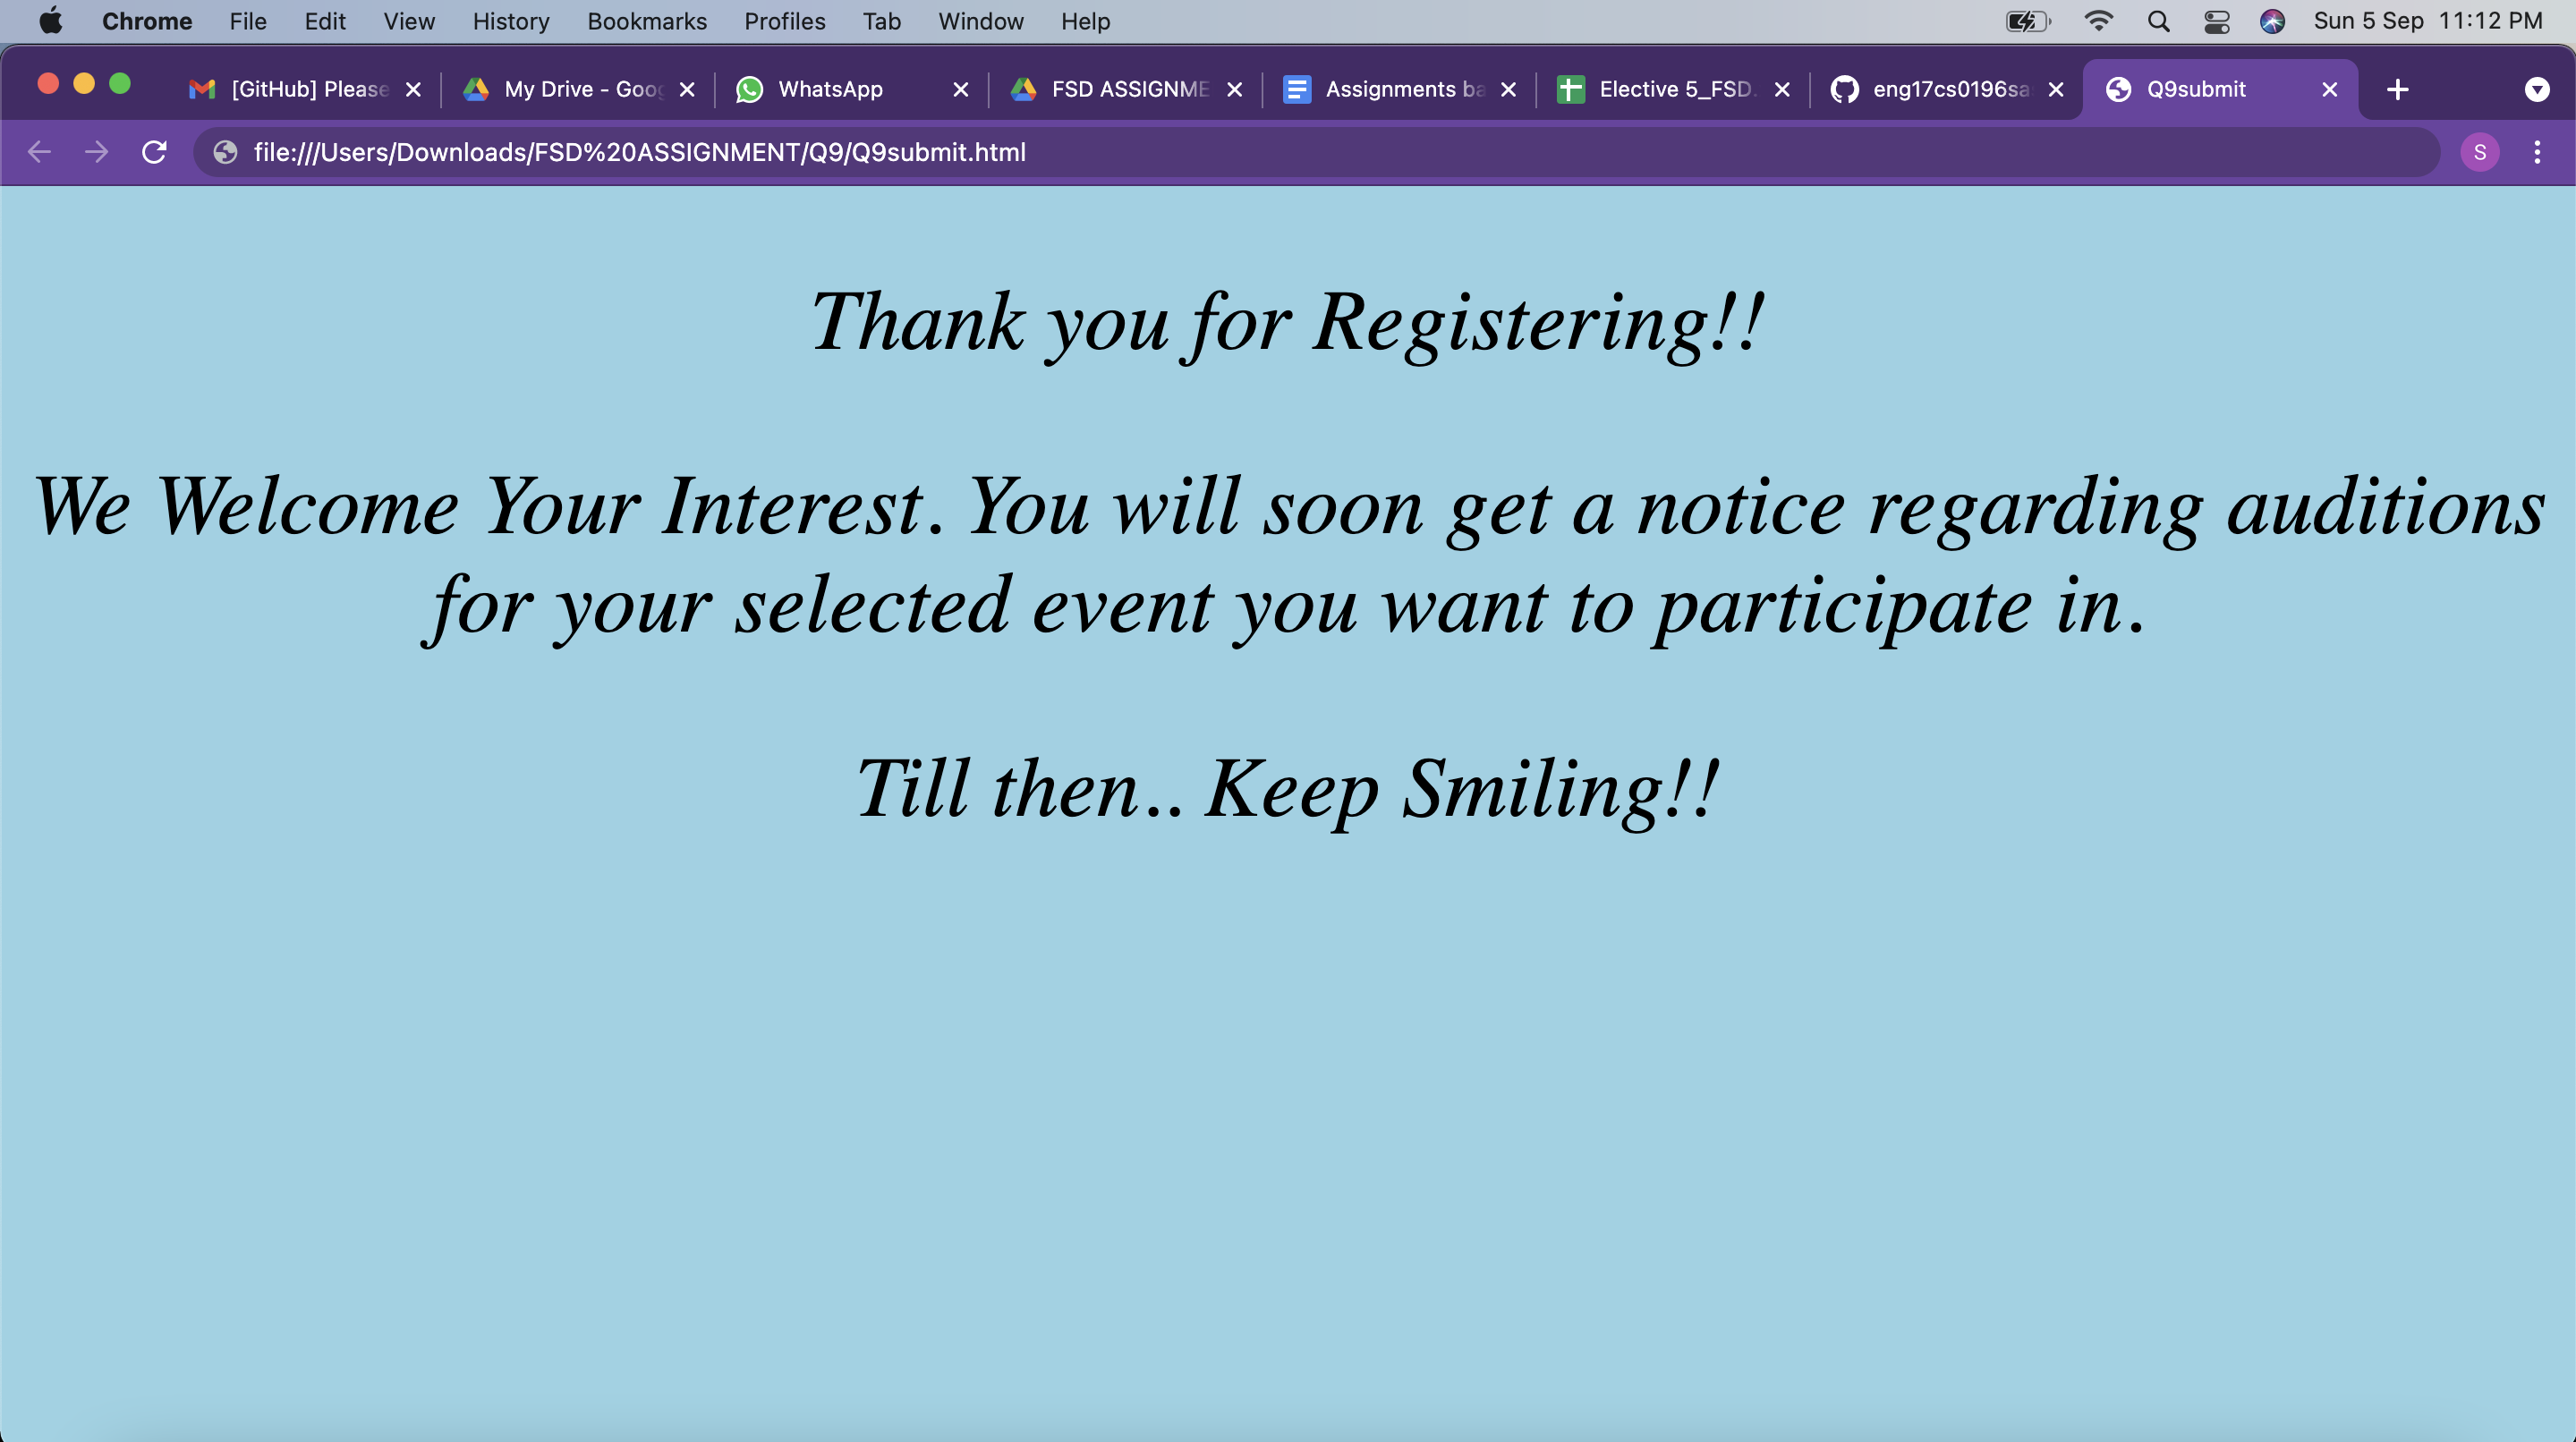 Chrome File Edit View History Bookmarks Profiles Tab Window Help Sun 5 Sep 11:12 PM
[GitHub] Please My Drive - Goog WhatsApp FSD ASSIGNME Assignments ba Elective 5_FSD. eng17cs0196sa Q9submit
file:///Users/Downloads/FSD%20ASSIGNMENT/Q9/Q9submit.html S
Thank you for Registering!!
We Welcome Your Interest. You will soon get a notice regarding auditions
for your selected event you want to participate in.
Till then.. Keep Smiling!!